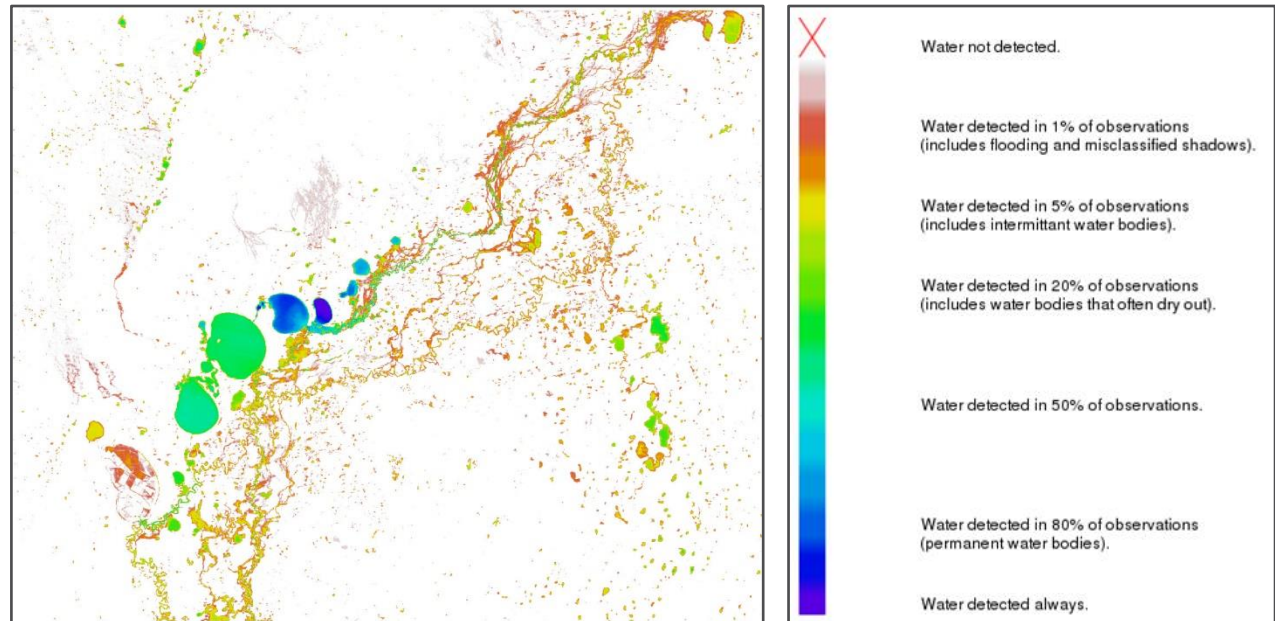 Water not detected.
Water detected in 1% of observations
(includes flooding and misclassified shadows).
Water detected in 5% of observations
(includes intermittant water bodies).
Water detected in 20% of observations
(includes water bodies that often dry out).
Water detected in 50% of observations.
Water detected in 80% of observations
(permanent water bodies).
Water detected always.